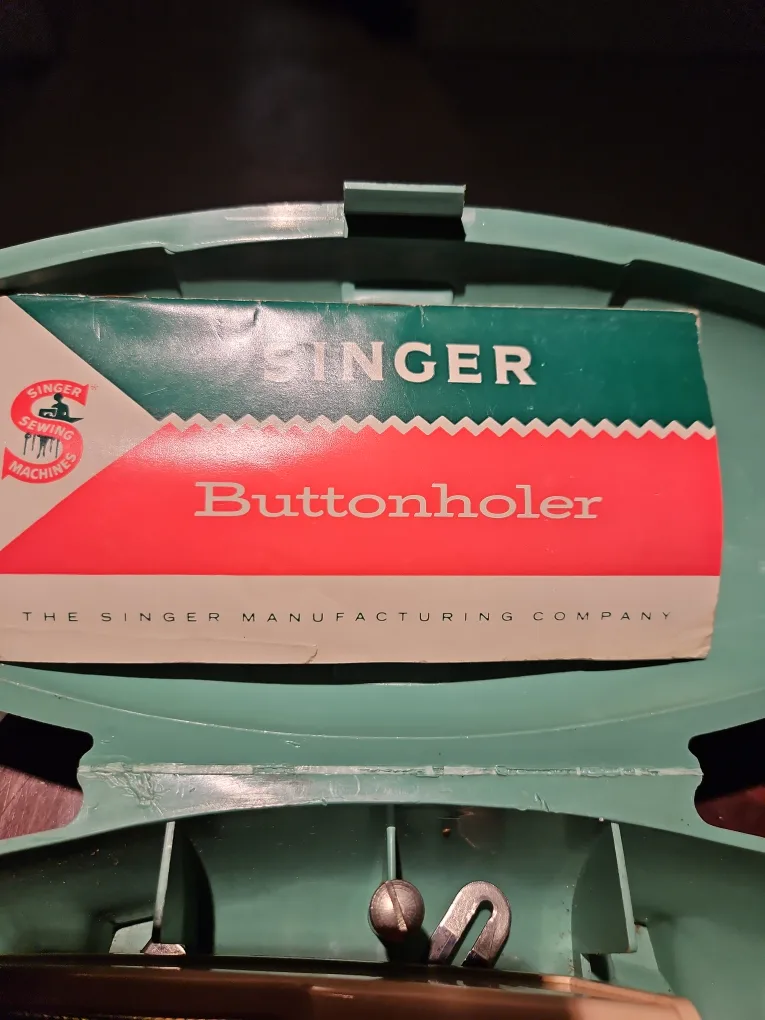 SINGER
SINGER
SEWING
MACHINES
Buttonholer
THE SINGER MANUFACTURING COMPANY